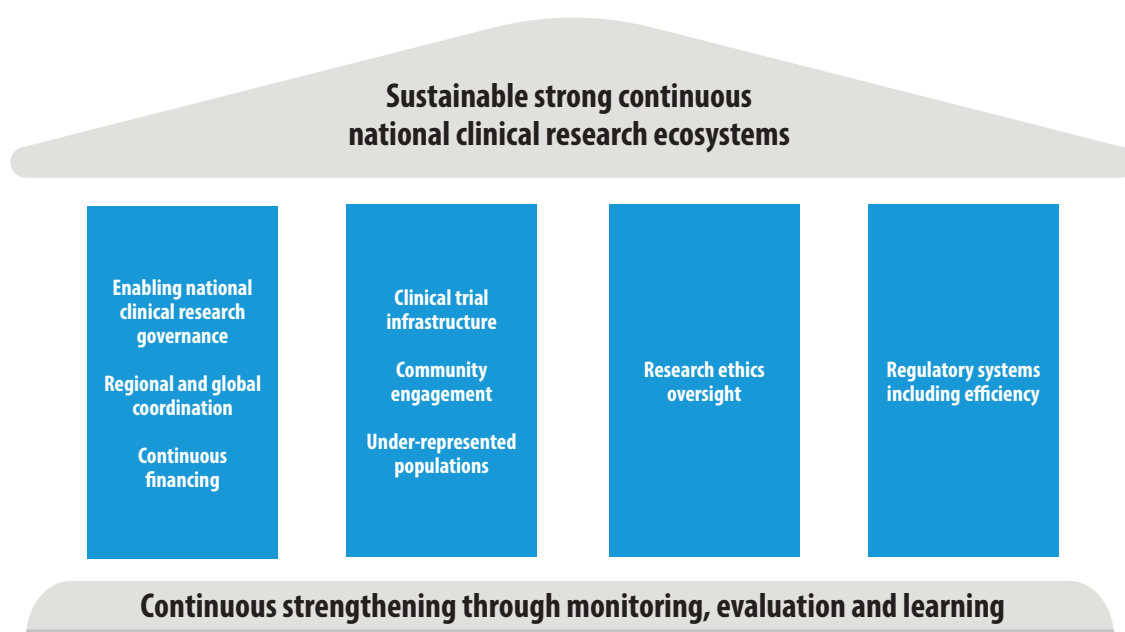 Sustainable strong continuous
national clinical research ecosystems
Enabling national
clinical research
governance
Regional and global
coordination
Continuous
financing
Clinical trial
infrastructure
Community
engagement
Under-represented
populations
Research ethics
oversight
Regulatory systems
including efficiency
Continuous strengthening through monitoring, evaluation and learning